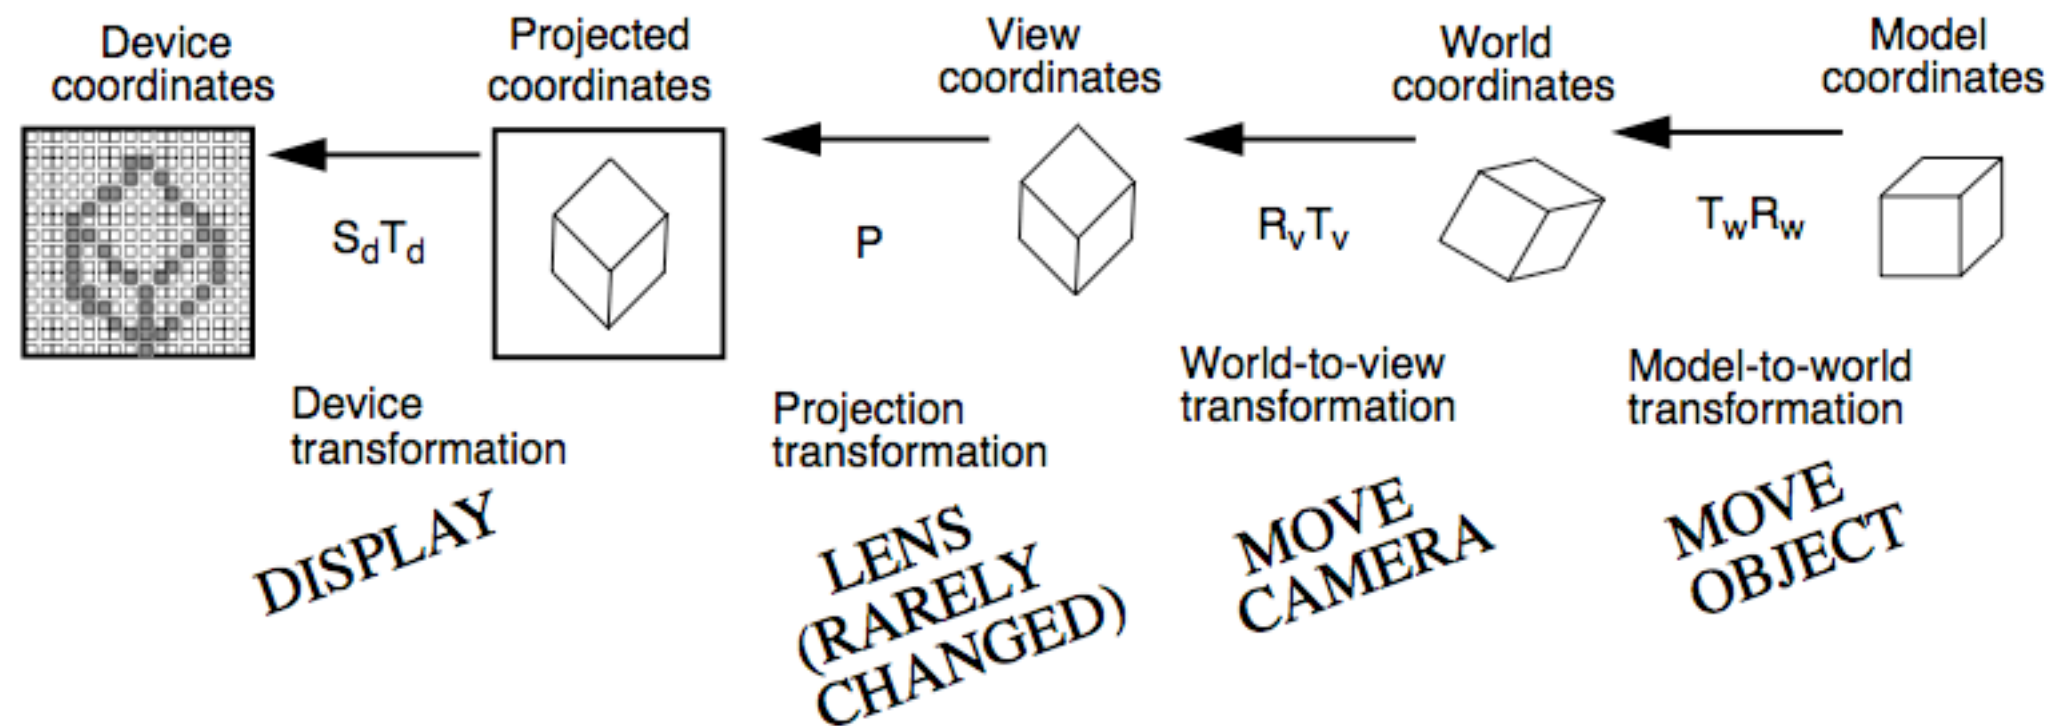 Device
coordinates
Projected
coordinates
View
coordinates
World
coordinates
Model
coordinates
SdTd
P
RvTv
TwRw
Device
transformation
Projection
transformation
World-to-view
transformation
Model-to-world
transformation
DISPLAY
LENS
(RARELY
CHANGED)
MOVE
CAMERA
MOVE
OBJECT